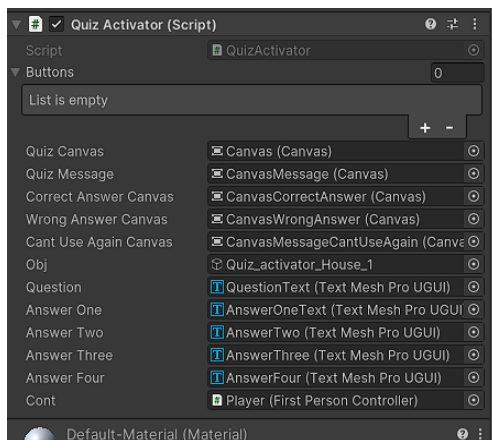 Quiz Activator (Script)
Script QuizActivator
Buttons 0
List is empty
+ -
Quiz Canvas Canvas (Canvas)
Quiz Message CanvasMessage (Canvas)
Correct Answer Canvas CanvasCorrectAnswer (Canvas)
Wrong Answer Canvas CanvasWrongAnswer (Canvas)
Cant Use Again Canvas CanvasMessageCantUseAgain (Canva
Obj Quiz_activator_House_1
Question QuestionText (Text Mesh Pro UGUI)
Answer One AnswerOneText (Text Mesh Pro UGUI
Answer Two AnswerTwo (Text Mesh Pro UGUI)
Answer Three AnswerThree (Text Mesh Pro UGUI)
Answer Four AnswerFour (Text Mesh Pro UGUI)
Cont Player (First Person Controller)
Default-Material (Material)